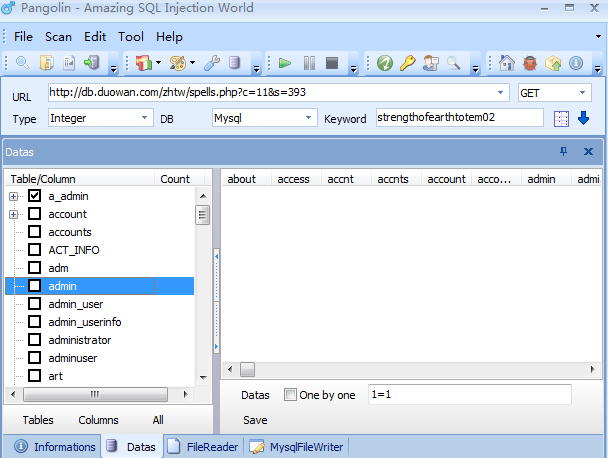 Pangolin - Amazing SQL Injection World
File Scan Edit Tool Help
URL http://db.duowan.com/zhtw/spells.php?c=11&s=393 GET
Type Integer DB Mysql Keyword strengthofearthtotem02
Datas
Table/Column Count
a_admin
account
accounts
ACT_INFO
adm
admin
admin_user
admin_userinfo
administrator
adminuser
art
Tables Columns All
about access accnt accnts account acco... admin admi
Datas One by one 1=1
Save
Informations Datas FileReader MysqlFileWriter